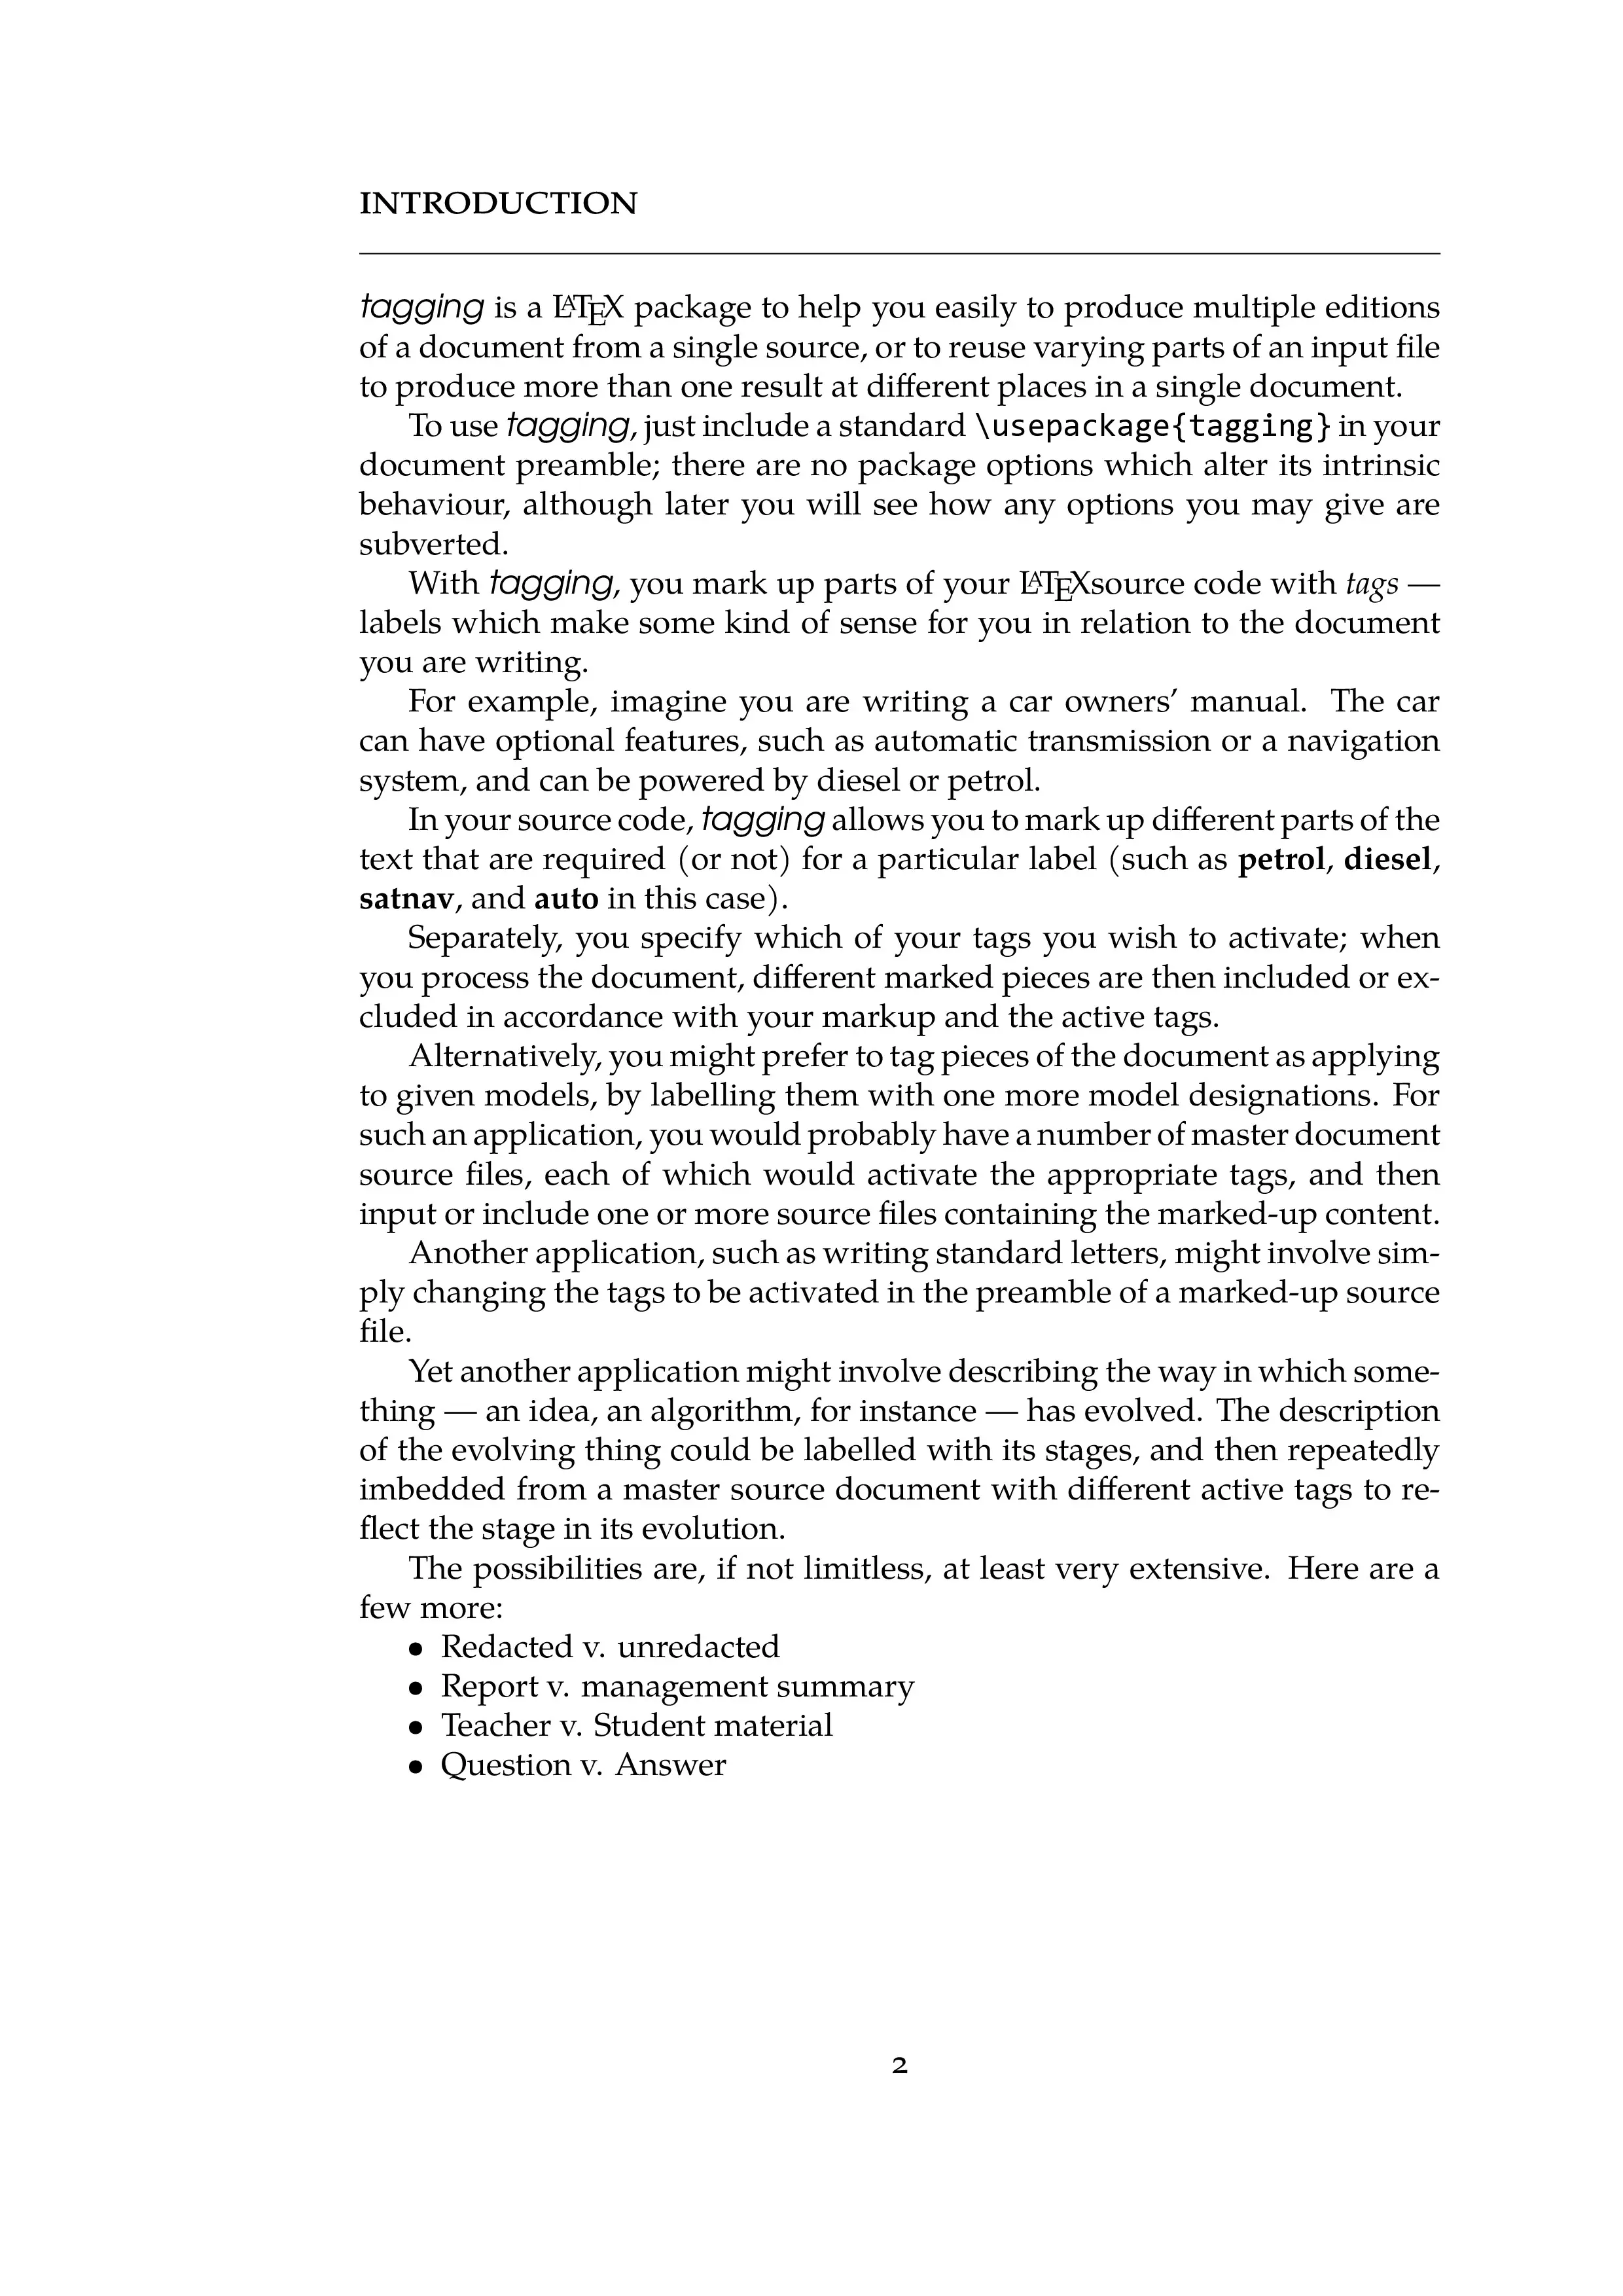 INTRODUCTION
tagging is a LATEX package to help you easily to produce multiple editions
of a document from a single source, or to reuse varying parts of an input file
to produce more than one result at different places in a single document.
To use tagging, just include a standard \usepackage{tagging} in your
document preamble; there are no package options which alter its intrinsic
behaviour, although later you will see how any options you may give are
subverted.
With tagging, you mark up parts of your LATEXsource code with tags —
labels which make some kind of sense for you in relation to the document
you are writing.
For example, imagine you are writing a car owners’ manual. The car
can have optional features, such as automatic transmission or a navigation
system, and can be powered by diesel or petrol.
In your source code, tagging allows you to mark up different parts of the
text that are required (or not) for a particular label (such as petrol, diesel,
satnav, and auto in this case).
Separately, you specify which of your tags you wish to activate; when
you process the document, different marked pieces are then included or ex-
cluded in accordance with your markup and the active tags.
Alternatively, you might prefer to tag pieces of the document as applying
to given models, by labelling them with one more model designations. For
such an application, you would probably have a number of master document
source files, each of which would activate the appropriate tags, and then
input or include one or more source files containing the marked-up content.
Another application, such as writing standard letters, might involve sim-
ply changing the tags to be activated in the preamble of a marked-up source
file.
Yet another application might involve describing the way in which some-
thing — an idea, an algorithm, for instance — has evolved. The description
of the evolving thing could be labelled with its stages, and then repeatedly
imbedded from a master source document with different active tags to re-
flect the stage in its evolution.
The possibilities are, if not limitless, at least very extensive. Here are a
few more:
• Redacted v. unredacted
• Report v. management summary
• Teacher v. Student material
• Question v. Answer
2